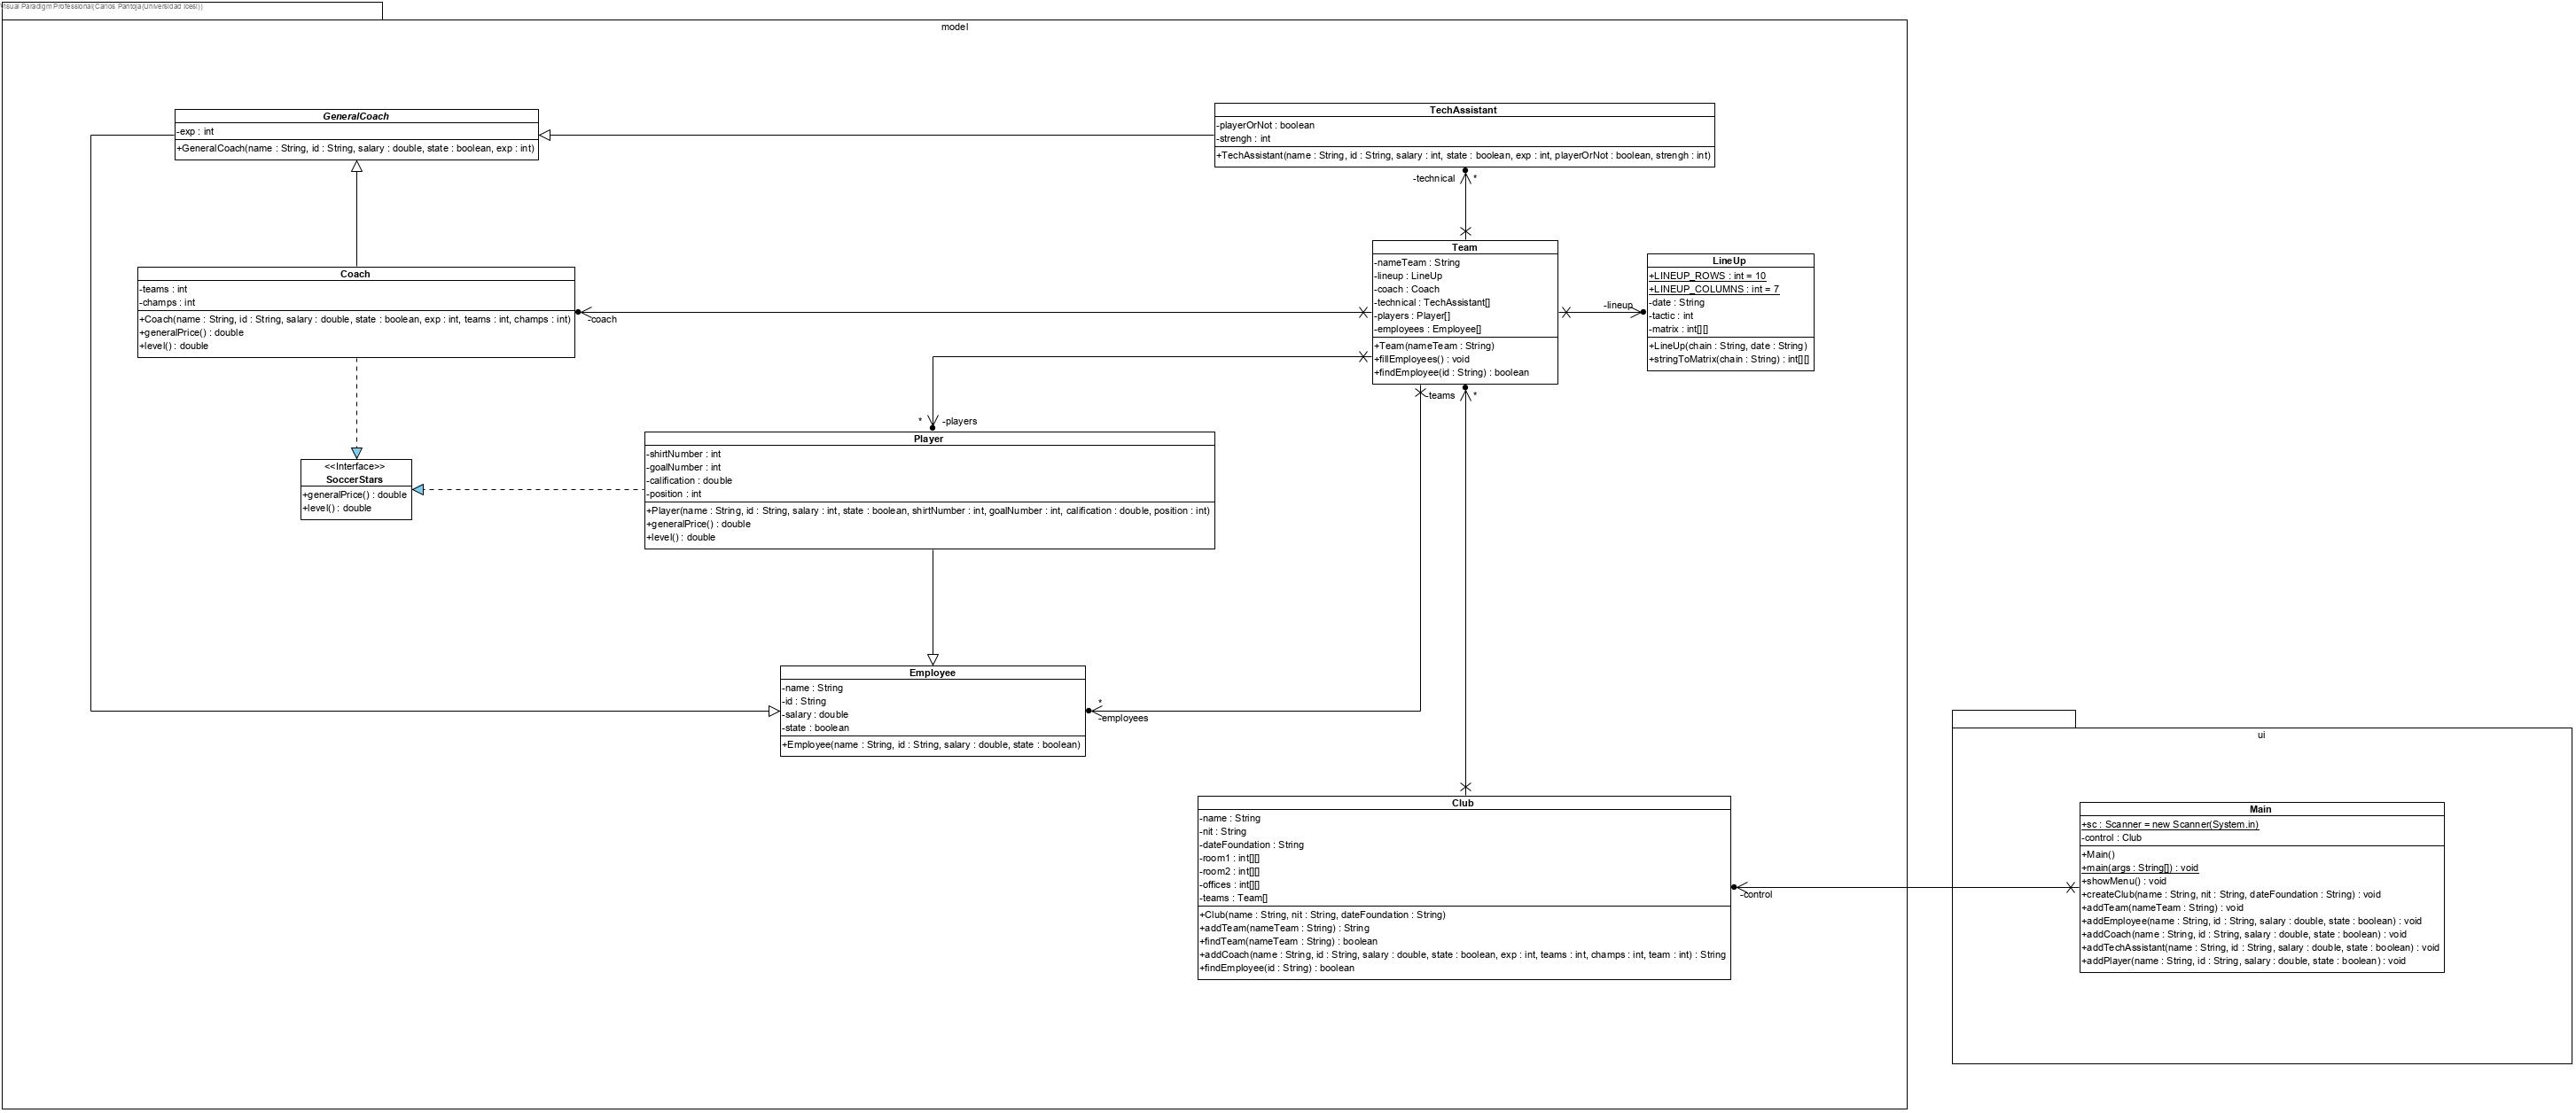 Visual Paradigm Professional(Carlos Pantoja(Universidad Icesi))
model
GeneralCoach
-exp : int
+GeneralCoach(name : String, id : String, salary : double, state : boolean, exp : int)
TechAssistant
-playerOrNot : boolean
-strengh : int
+TechAssistant(name : String, id : String, salary : int, state : boolean, exp : int, playerOrNot : boolean, strengh : int)
-technical
*
Team
-nameTeam : String
-lineup : LineUp
-coach : Coach
-technical : TechAssistant[]
-players : Player[]
-employees : Employee[]
+Team(nameTeam : String)
+fillEmployees() : void
+findEmployee(id : String) : boolean
LineUp
+LINEUP_ROWS : int = 10
+LINEUP_COLUMNS : int = 7
-date : String
-tactic : int
-matrix : int[][]
+LineUp(chain : String, date : String)
+stringToMatrix(chain : String) : int[][]
-lineup
Coach
-teams : int
-champs : int
+Coach(name : String, id : String, salary : double, state : boolean, exp : int, teams : int, champs : int)
+generalPrice() : double
+level() : double
-coach
-teams
*
*
-players
Player
-shirtNumber : int
-goalNumber : int
-calification : double
-position : int
+Player(name : String, id : String, salary : int, state : boolean, shirtNumber : int, goalNumber : int, calification : double, position : int)
+generalPrice() : double
+level() : double
<<Interface>>
SoccerStars
+generalPrice() : double
+level() : double
Employee
-name : String
-id : String
-salary : double
-state : boolean
+Employee(name : String, id : String, salary : double, state : boolean)
*
-employees
Club
-name : String
-nit : String
-dateFoundation : String
-room1 : int[][]
-room2 : int[][]
-offices : int[][]
-teams : Team[]
+Club(name : String, nit : String, dateFoundation : String)
+addTeam(nameTeam : String) : String
+findTeam(nameTeam : String) : boolean
+addCoach(name : String, id : String, salary : double, state : boolean, exp : int, teams : int, champs : int, team : int) : String
+findEmployee(id : String) : boolean
-control
ui
Main
+sc : Scanner = new Scanner(System.in)
-control : Club
+Main()
+main(args : String[]) : void
+showMenu() : void
+createClub(name : String, nit : String, dateFoundation : String) : void
+addTeam(nameTeam : String) : void
+addEmployee(name : String, id : String, salary : double, state : boolean) : void
+addCoach(name : String, id : String, salary : double, state : boolean) : void
+addTechAssistant(name : String, id : String, salary : double, state : boolean) : void
+addPlayer(name : String, id : String, salary : double, state : boolean) : void